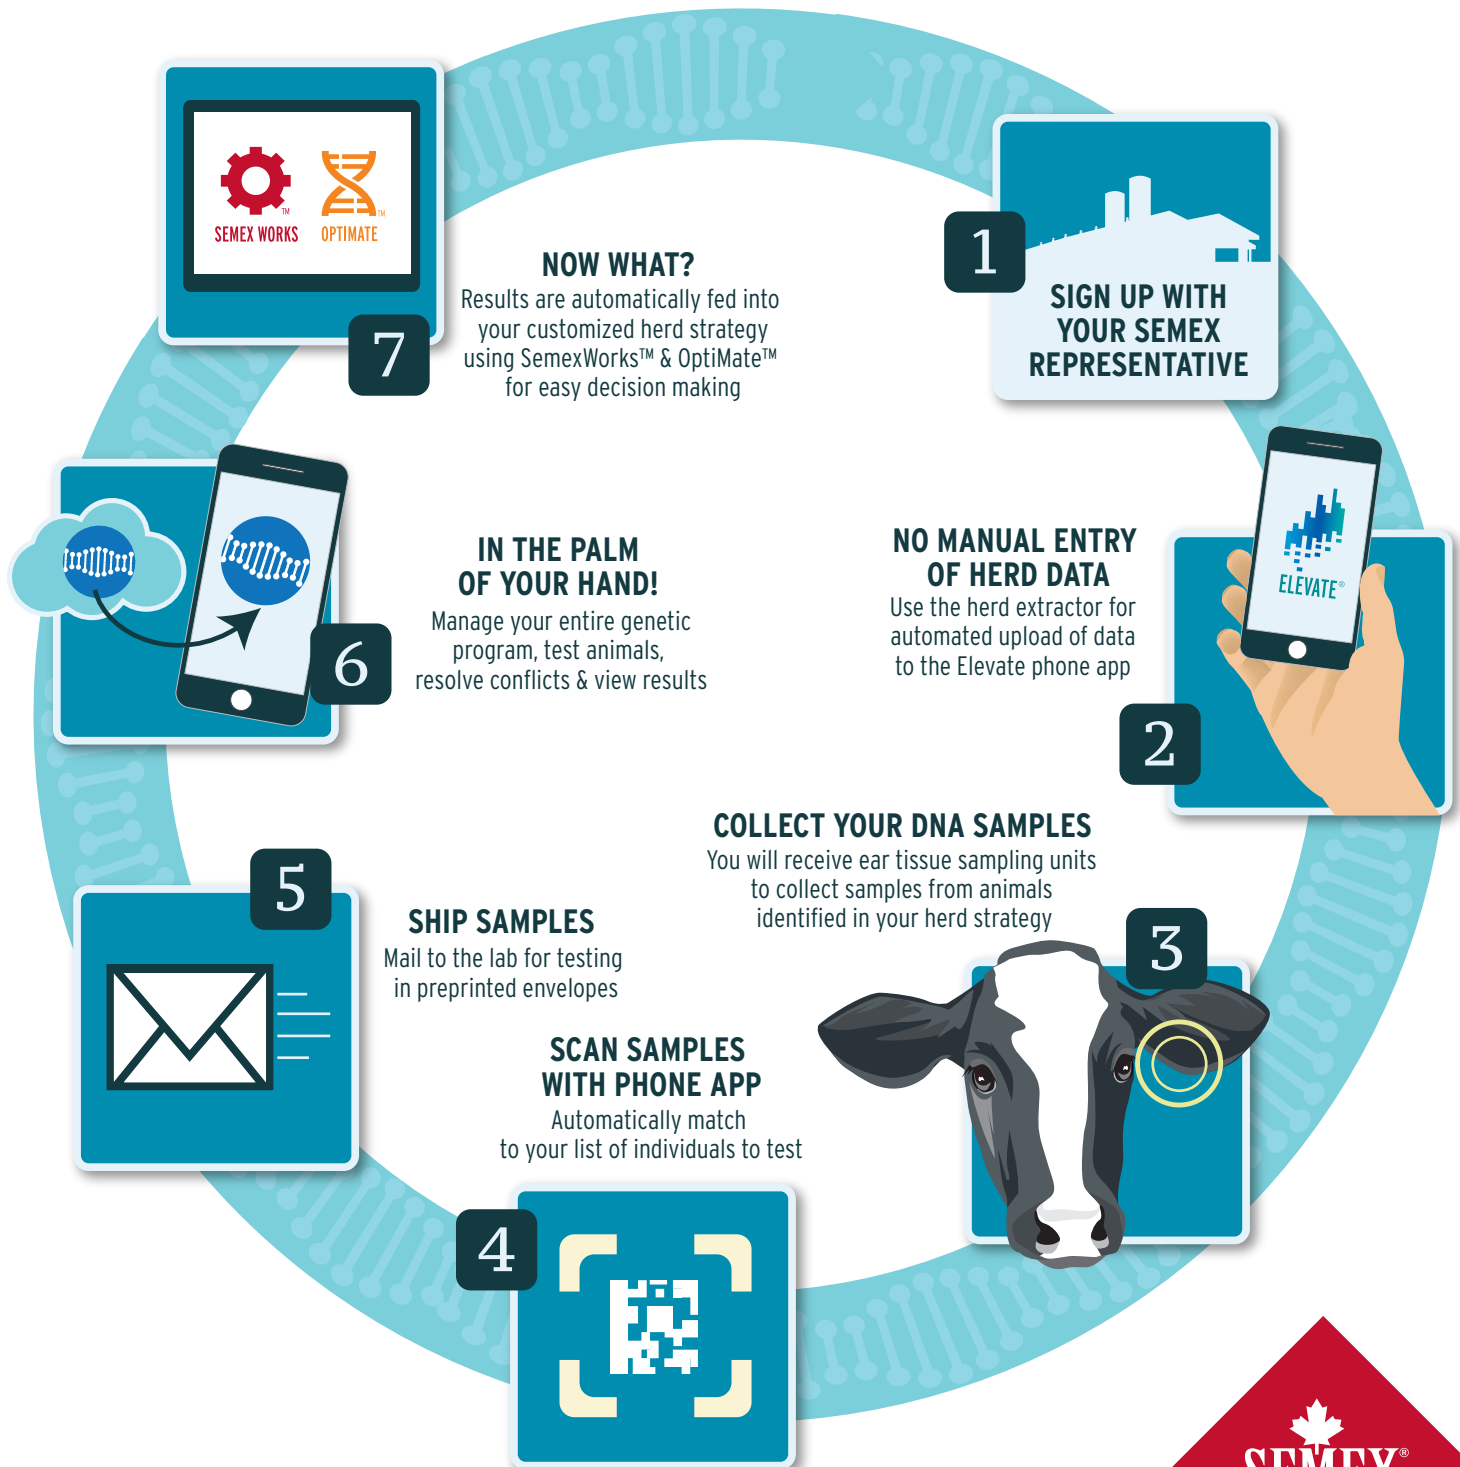 1
SIGN UP WITH
YOUR SEMEX
REPRESENTATIVE
ELEVATE®
NO MANUAL ENTRY
OF HERD DATA
Use the herd extractor for
automated upload of data
to the Elevate phone app
2
COLLECT YOUR DNA SAMPLES
You will receive ear tissue sampling units
to collect samples from animals
identified in your herd strategy
3
SCAN SAMPLES
WITH PHONE APP
Automatically match
to your list of individuals to test
4
5
SHIP SAMPLES
Mail to the lab for testing
in preprinted envelopes
IN THE PALM
OF YOUR HAND!
Manage your entire genetic
program, test animals,
resolve conflicts & view results
6
SEMEX WORKS™
OPTIMATE™
NOW WHAT?
Results are automatically fed into
your customized herd strategy
using SemexWorks™ & OptiMate™
for easy decision making
7
SEMEX®